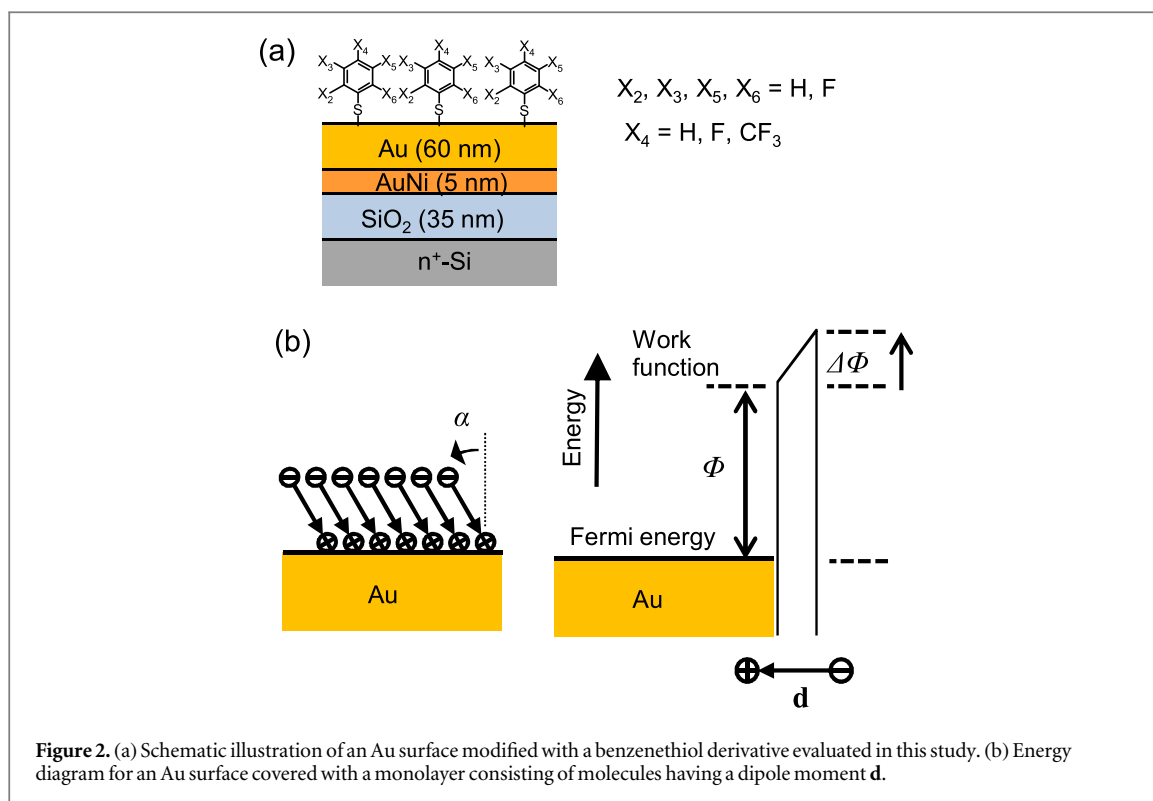 (a)
X4 X4 X4
X3 X5 X3 X5 X3 X5
X2 X6 X2 X6 X2 X6
S S S
X2, X3, X5, X6 = H, F
X4 = H, F, CF3
Au (60 nm)
AuNi (5 nm)
SiO2 (35 nm)
n+-Si
(b)
α
Au
Energy
Work
function
ΔΦ
Φ
Fermi energy
Au
d
Figure 2. (a) Schematic illustration of an Au surface modified with a benzenethiol derivative evaluated in this study. (b) Energy
diagram for an Au surface covered with a monolayer consisting of molecules having a dipole moment d.